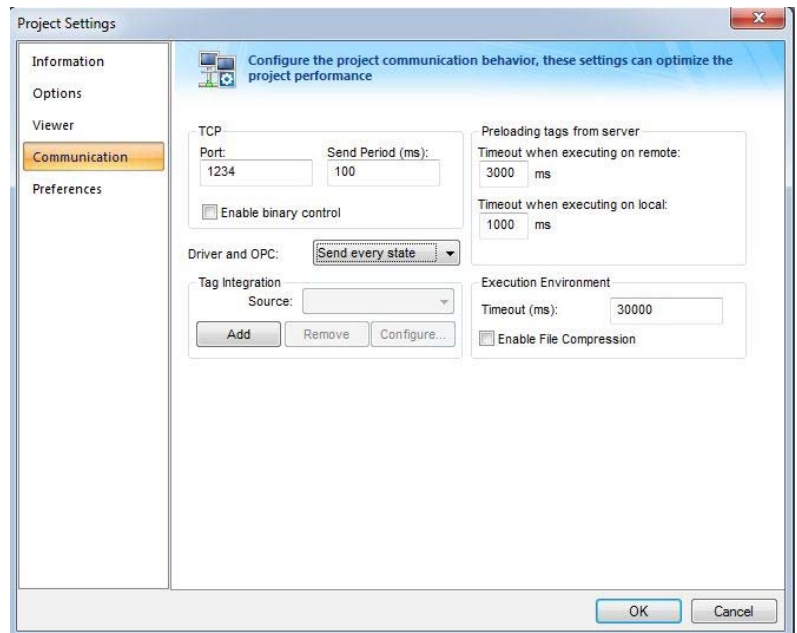 Project Settings
Information
Options
Viewer
Communication
Preferences
Configure the project communication behavior, these settings can optimize the
project performance
TCP
Port:
1234
Send Period (ms):
100
Enable binary control
Driver and OPC:
Send every state
Tag Integration
Source:
Add
Remove
Configure...
Preloading tags from server
Timeout when executing on remote:
3000 ms
Timeout when executing on local:
1000 ms
Execution Environment
Timeout (ms):
30000
Enable File Compression
OK
Cancel